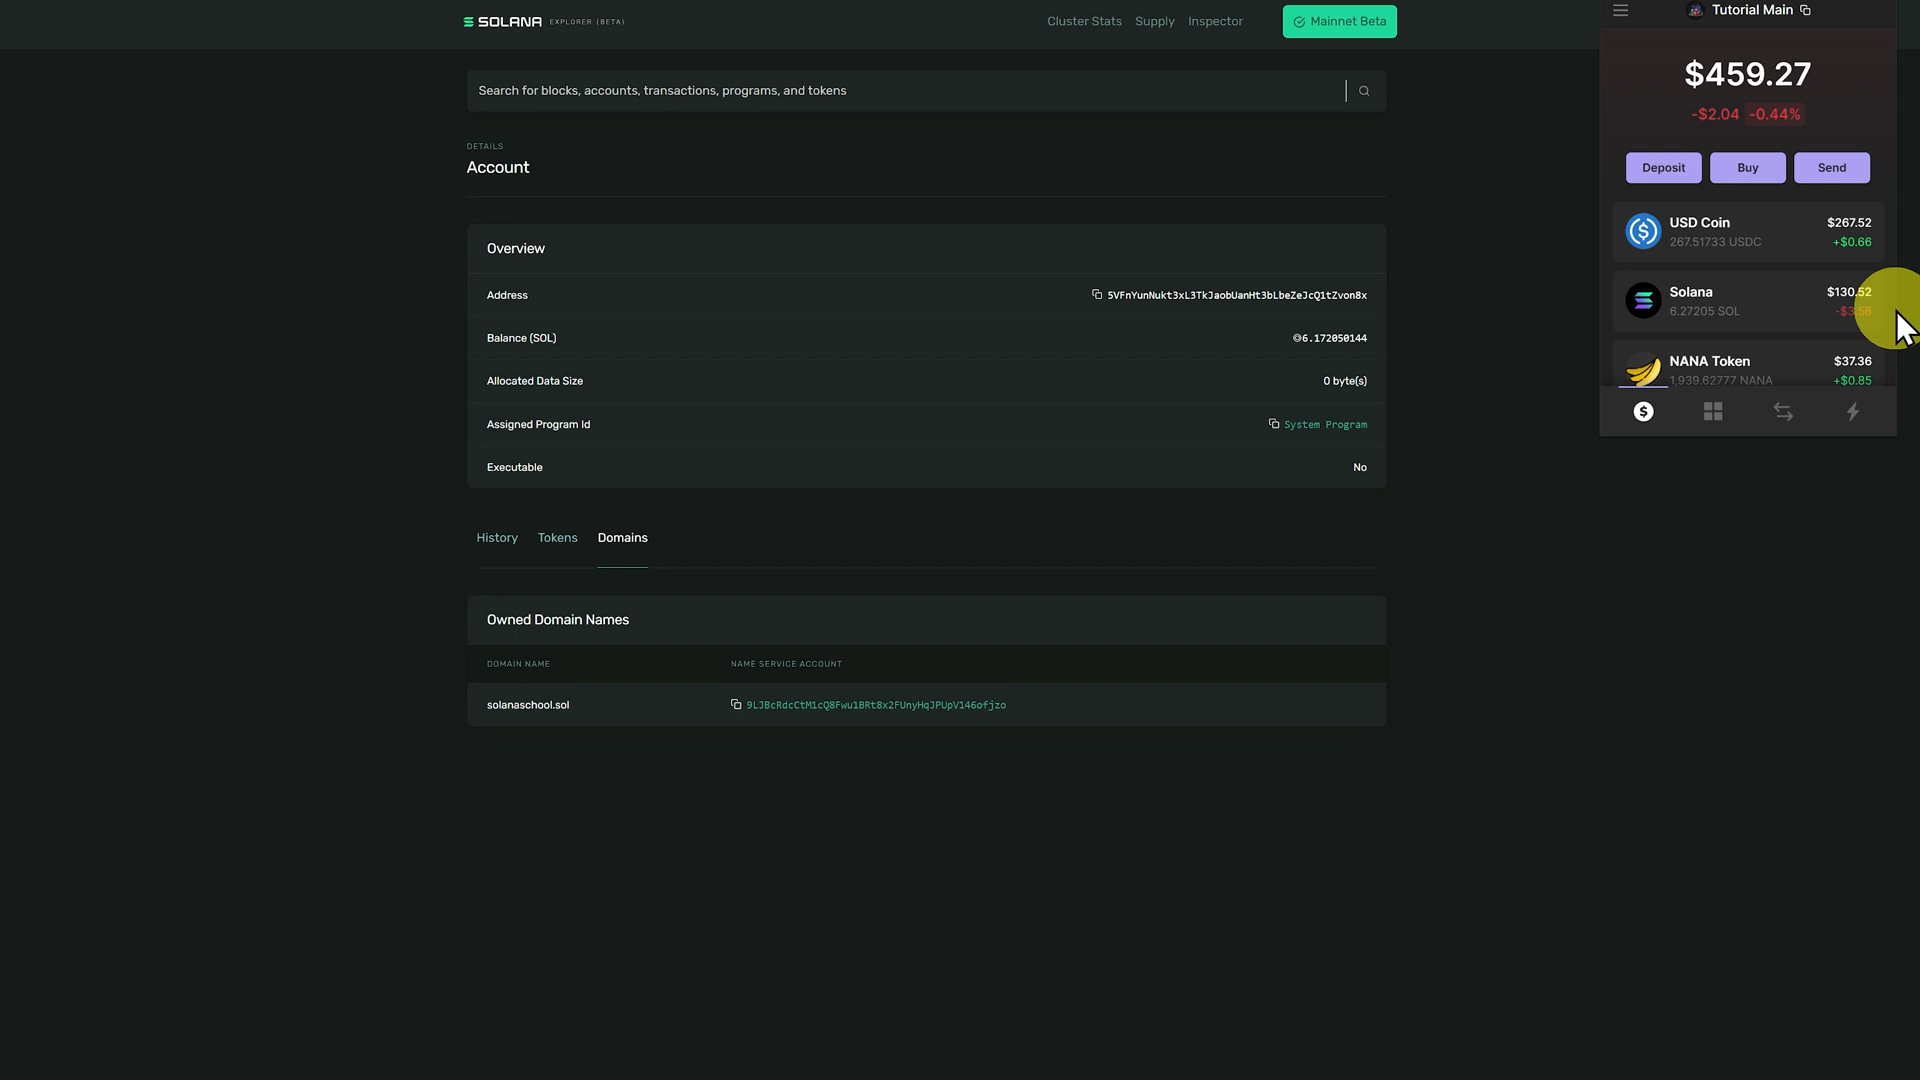 SOLANA EXPLORER (BETA)
Cluster Stats Supply Inspector Mainnet Beta
Search for blocks, accounts, transactions, programs, and tokens
DETAILS
Account
Overview
Address 5VFnYunNukt3xL3TkJaobUanHt3bLbeZeJcQ1tZvon8x
Balance (SOL) ◎6.172050144
Allocated Data Size 0 byte(s)
Assigned Program Id System Program
Executable No
History Tokens Domains
Owned Domain Names
DOMAIN NAME NAME SERVICE ACCOUNT
solanaschool.sol 9LJBcRdcCtM1cQ8Fwu1BRt8x2FUnyHqJPUpV146ofjzo
Tutorial Main
$459.27
-$2.04 -0.44%
Deposit Buy Send
USD Coin $267.52
267.51733 USDC +$0.66
Solana $130.52
6.27205 SOL -$3.56
NANA Token $37.36
1,939.62777 NANA +$0.85